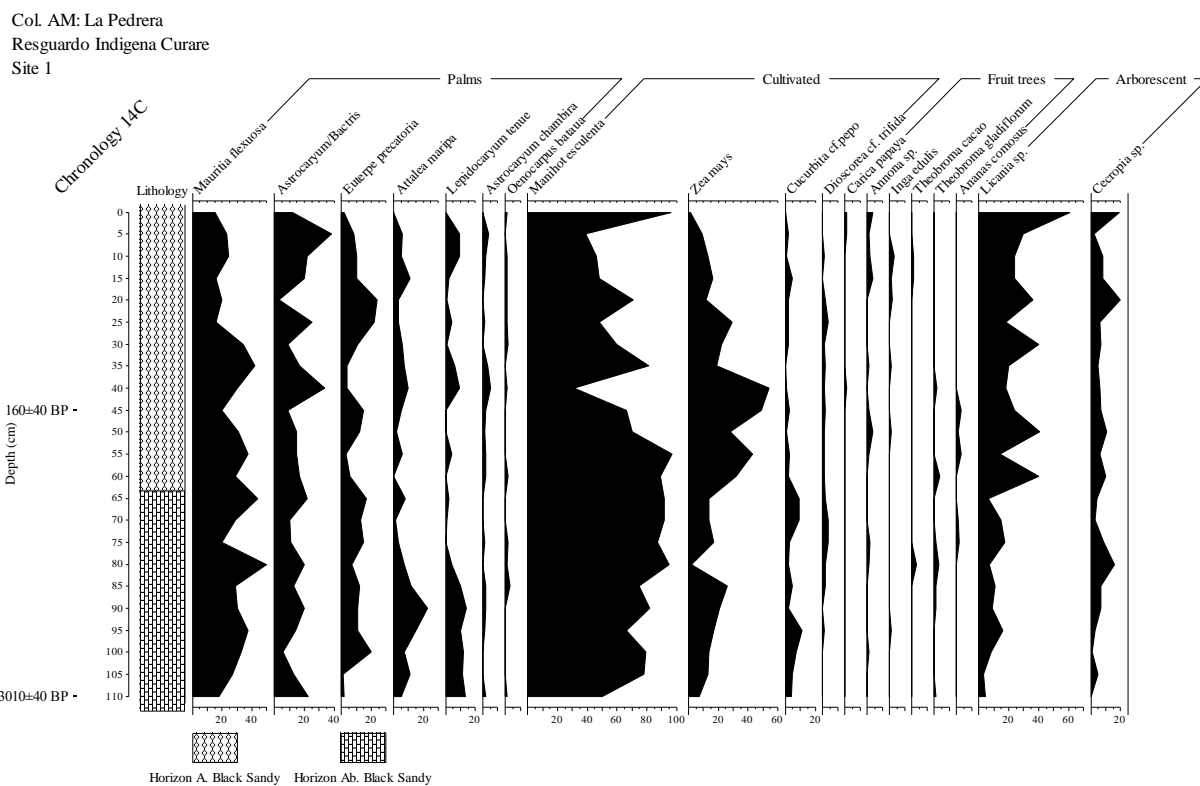 Col. AM: La Pedrera
Resguardo Indigena Curare
Site 1
Palms
Cultivated
Fruit trees
Arborescent
Chronology 14C
Lithology
Mauritia flexuosa
Astrocaryum/Bactris
Euterpe precatoria
Attalea maripa
Lepidocaryum tenue
Astrocaryum chambira
Oenocarpus bataua
Manihot esculenta
Zea mays
Cucurbita cf.pepo
Dioscorea cf. trifida
Carica papaya
Annona sp.
Inga edulis
Theobroma cacao
Theobroma gladiflorum
Ananas comosus
Licania sp.
Cecropia sp.
0
5
10
15
20
25
30
35
40
45
50
55
60
65
70
75
80
85
90
95
100
105
110
160±40 BP
Depth (cm)
3010±40 BP
20 40 20 40 20 20 20 20 40 60 80 100 20 40 60 20 20 40 60 20
Horizon A. Black Sandy Horizon Ab. Black Sandy